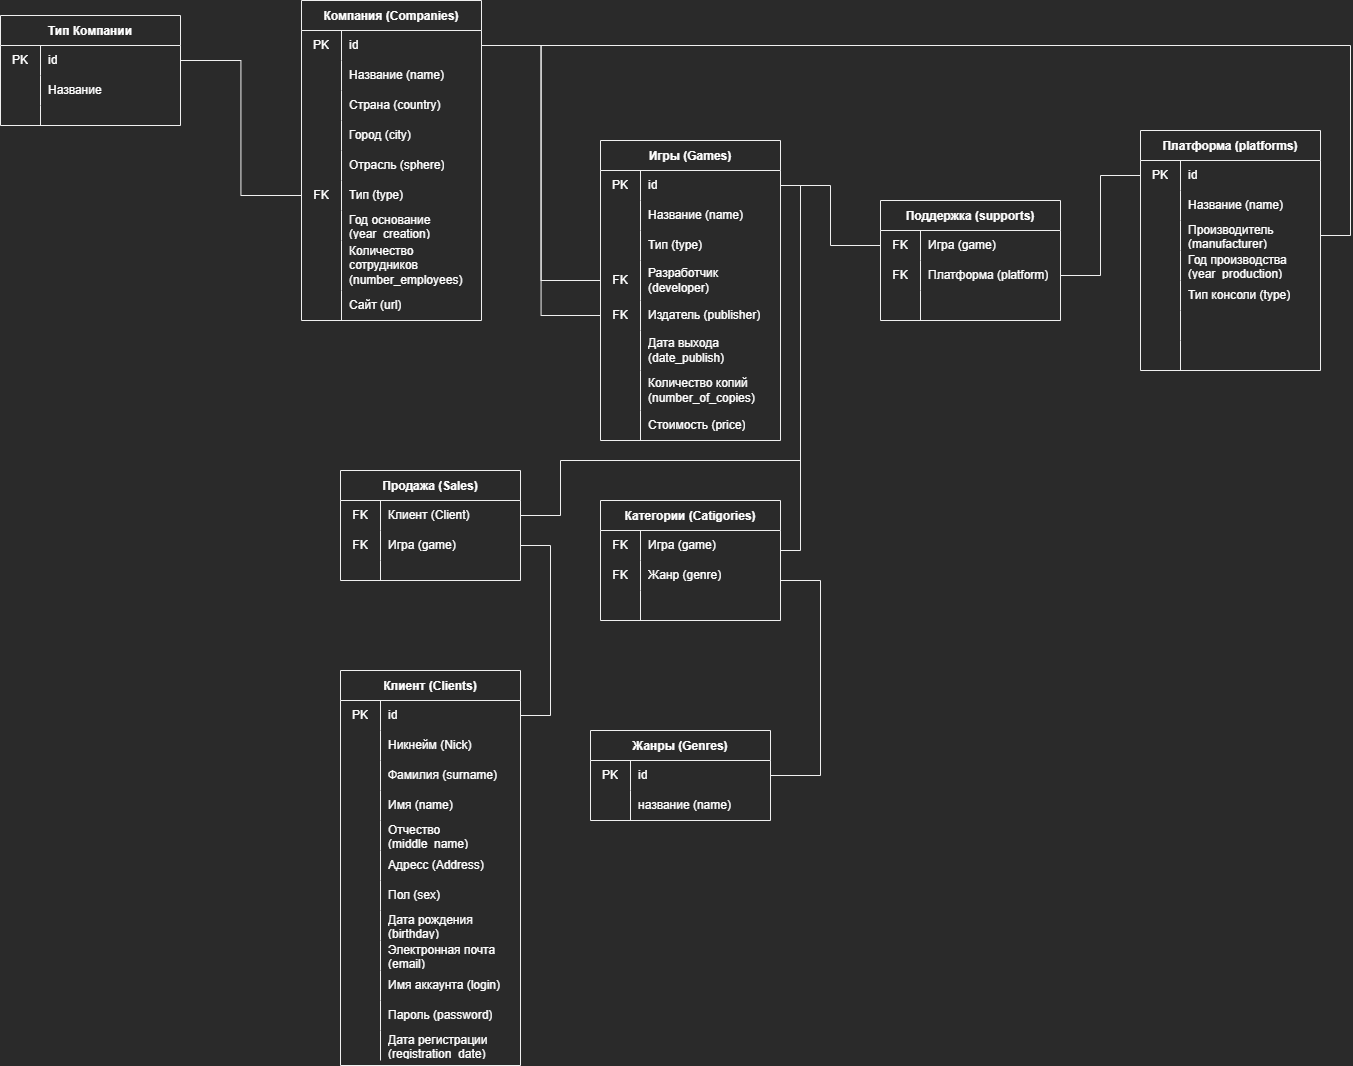 Тип Компании
PK id
Название
Компания (Companies)
PK id
Название (name)
Страна (country)
Город (city)
Отрасль (sphere)
FK Тип (type)
Год основание
(year_creation)
Количество
сотрудников
(number_employees)
Сайт (url)
Игры (Games)
PK id
Название (name)
Тип (type)
FK Разработчик
(developer)
FK Издатель (publisher)
Дата выхода
(date_publish)
Количество копий
(number_of_copies)
Стоимость (price)
Поддержка (supports)
FK Игра (game)
FK Платформа (platform)
Платформа (platforms)
PK id
Название (name)
Производитель
(manufacturer)
Год производства
(year_production)
Тип консоли (type)
Продажа (Sales)
FK Клиент (Client)
FK Игра (game)
Категории (Catigories)
FK Игра (game)
FK Жанр (genre)
Клиент (Clients)
PK id
Никнейм (Nick)
Фамилия (surname)
Имя (name)
Отчество
(middle_name)
Адресс (Address)
Пол (sex)
Дата рождения
(birthday)
Электронная почта
(email)
Имя аккаунта (login)
Пароль (password)
Дата регистрации
(registration_date)
Жанры (Genres)
PK id
название (name)